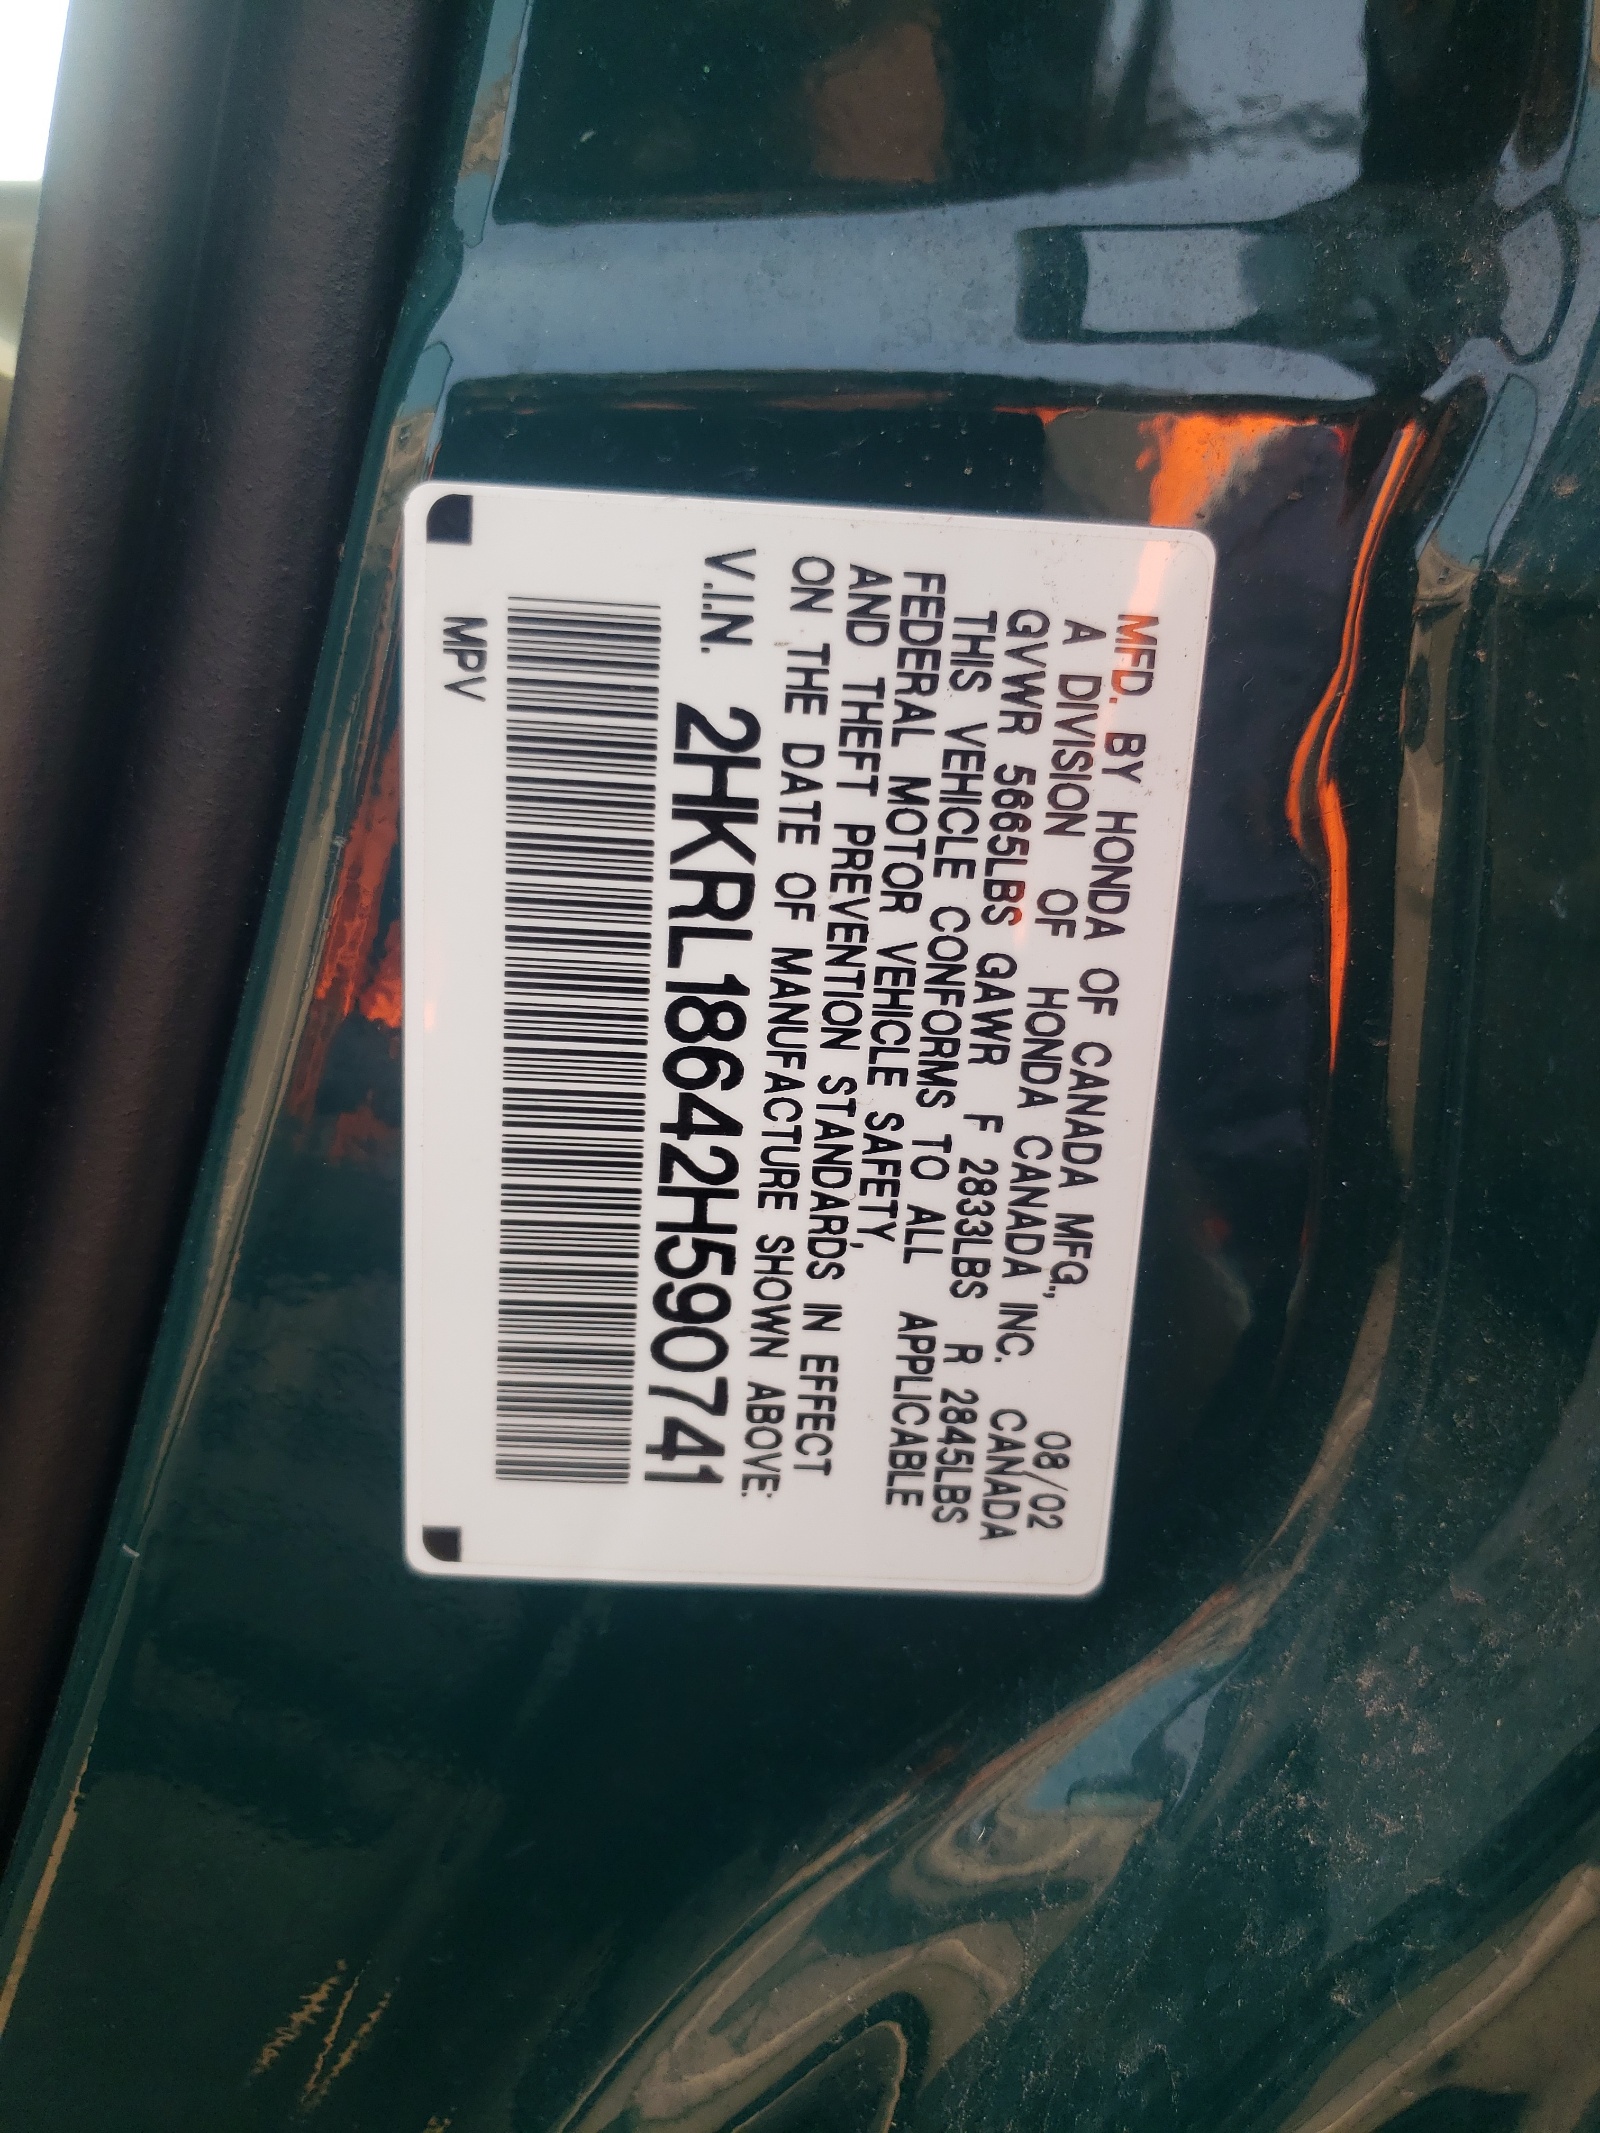 MFD. BY HONDA OF CANADA MFG., 08/02
A DIVISION OF HONDA CANADA INC. CANADA
GVWR 5665LBS GAWR F 2833LBS R 2845LBS
THIS VEHICLE CONFORMS TO ALL APPLICABLE
FEDERAL MOTOR VEHICLE SAFETY,
AND THEFT PREVENTION STANDARDS IN EFFECT
ON THE DATE OF MANUFACTURE SHOWN ABOVE:
V.I.N. 2HKRL18642H590741
MPV